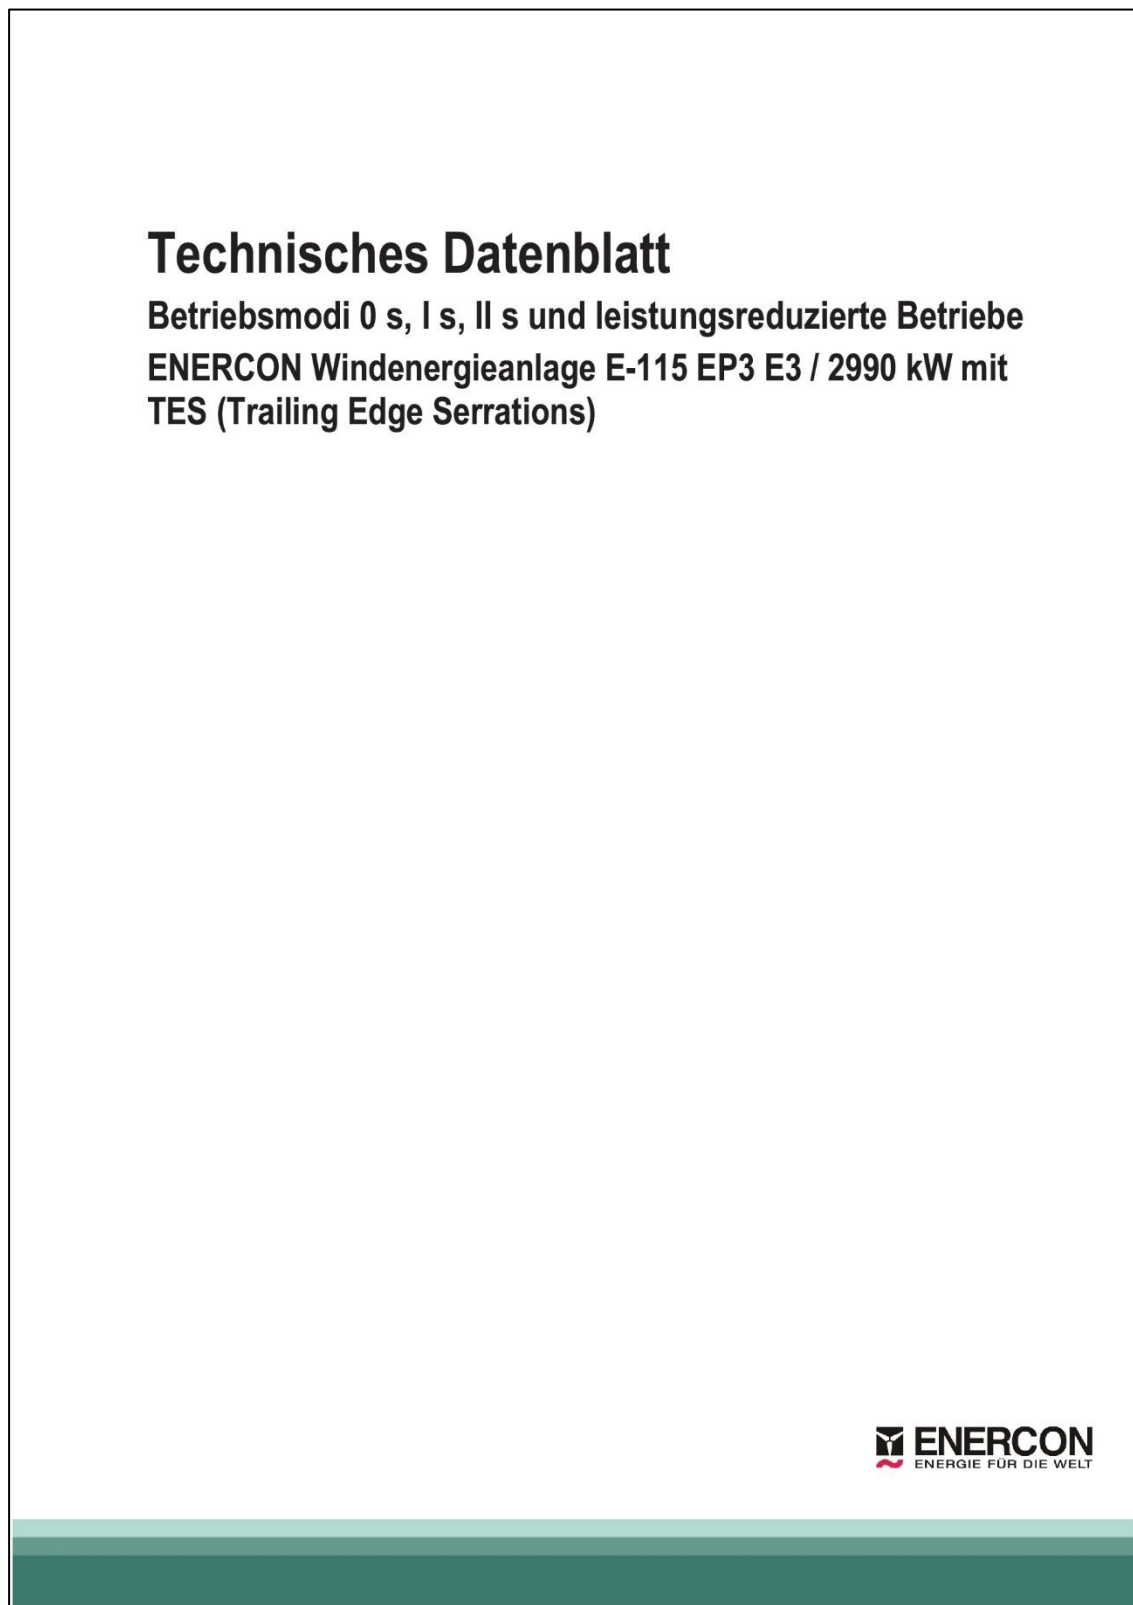 Technisches Datenblatt
Betriebsmodi 0 s, I s, II s und leistungsreduzierte Betriebe
ENERCON Windenergieanlage E-115 EP3 E3 / 2990 kW mit
TES (Trailing Edge Serrations)
ENERCON
ENERGIE FÜR DIE WELT